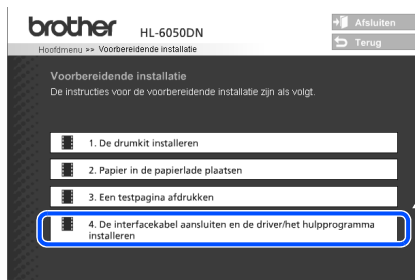 brother HL-6050DN
Afsluiten
Hoofdmenu >> Voorbereidende installatie
Terug
Voorbereidende installatie
De instructies voor de voorbereidende installatie zijn als volgt.
1. De drumkit installeren
2. Papier in de papierlade plaatsen
3. Een testpagina afdrukken
4. De interfacekabel aansluiten en de driver/het hulpprogramma
installeren